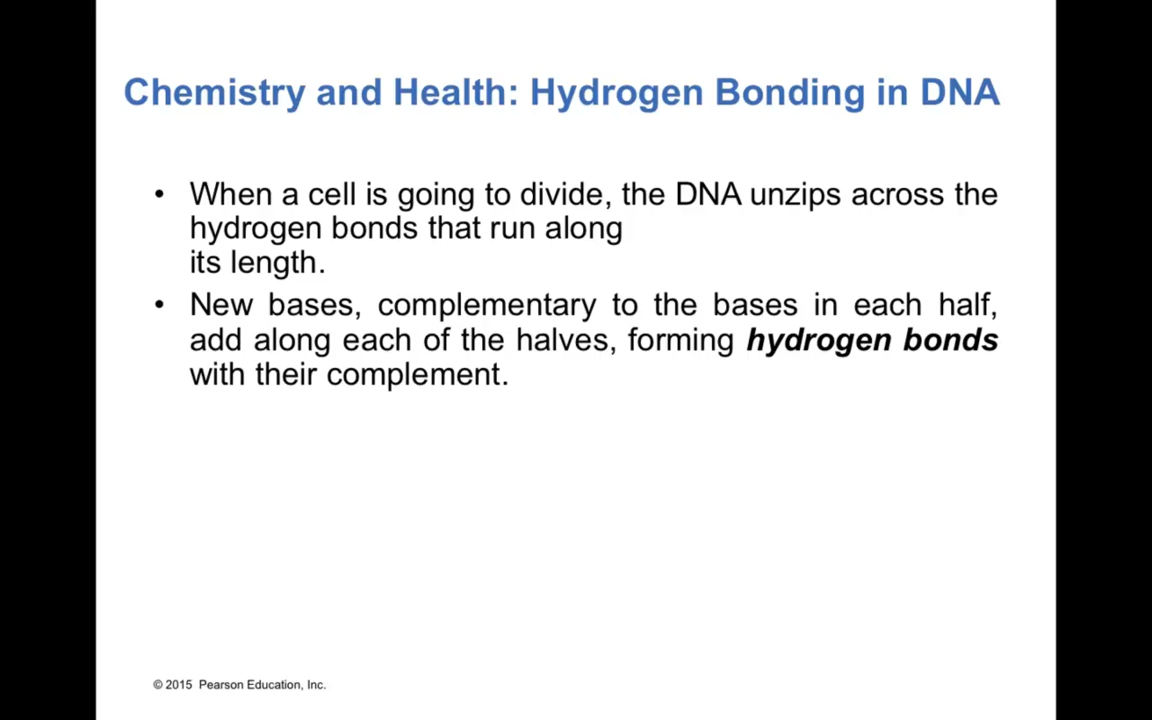 Chemistry and Health: Hydrogen Bonding in DNA
• When a cell is going to divide, the DNA unzips across the
hydrogen bonds that run along
its length.
• New bases, complementary to the bases in each half,
add along each of the halves, forming hydrogen bonds
with their complement.
© 2015 Pearson Education, Inc.